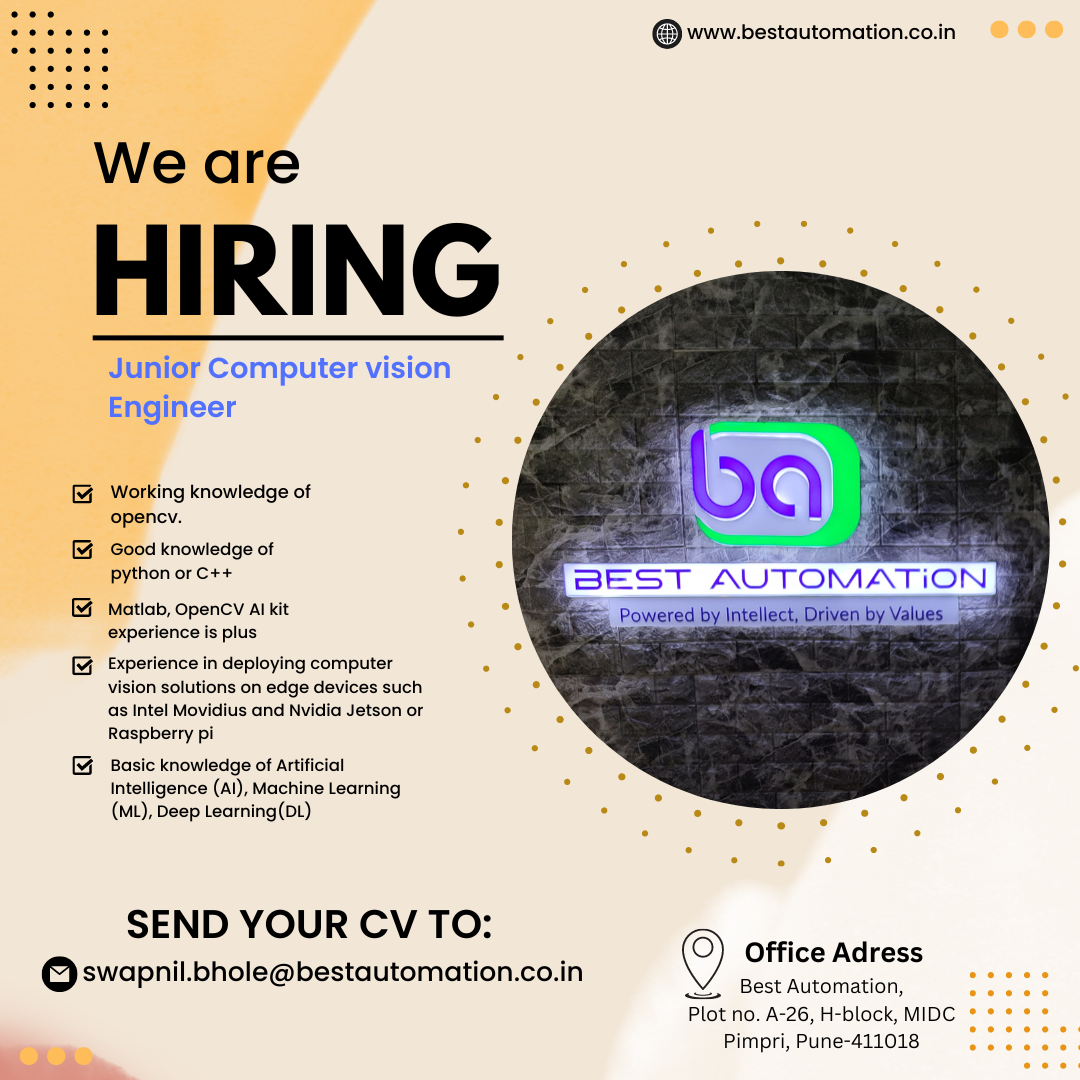 www.bestautomation.co.in
We are
HIRING
Junior Computer vision
Engineer
Working knowledge of
opencv.
Good knowledge of
python or C++
Matlab, OpenCV AI kit
experience is plus
Experience in deploying computer
vision solutions on edge devices such
as Intel Movidius and Nvidia Jetson or
Raspberry pi
Basic knowledge of Artificial
Intelligence (AI), Machine Learning
(ML), Deep Learning(DL)
ba
BEST AUTOMATiON
Powered by Intellect, Driven by Values
SEND YOUR CV TO:
swapnil.bhole@bestautomation.co.in
Office Adress
Best Automation,
Plot no. A-26, H-block, MIDC
Pimpri, Pune-411018